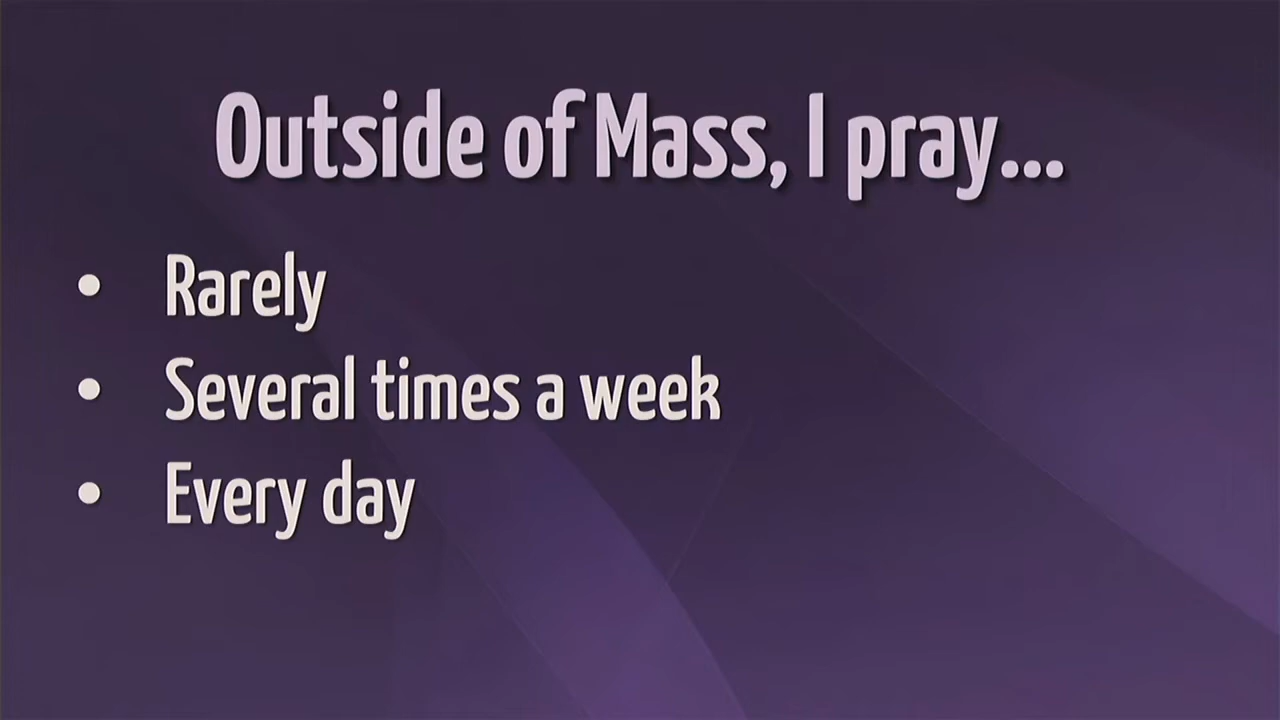 Outside of Mass, I pray...
• Rarely
• Several times a week
• Every day